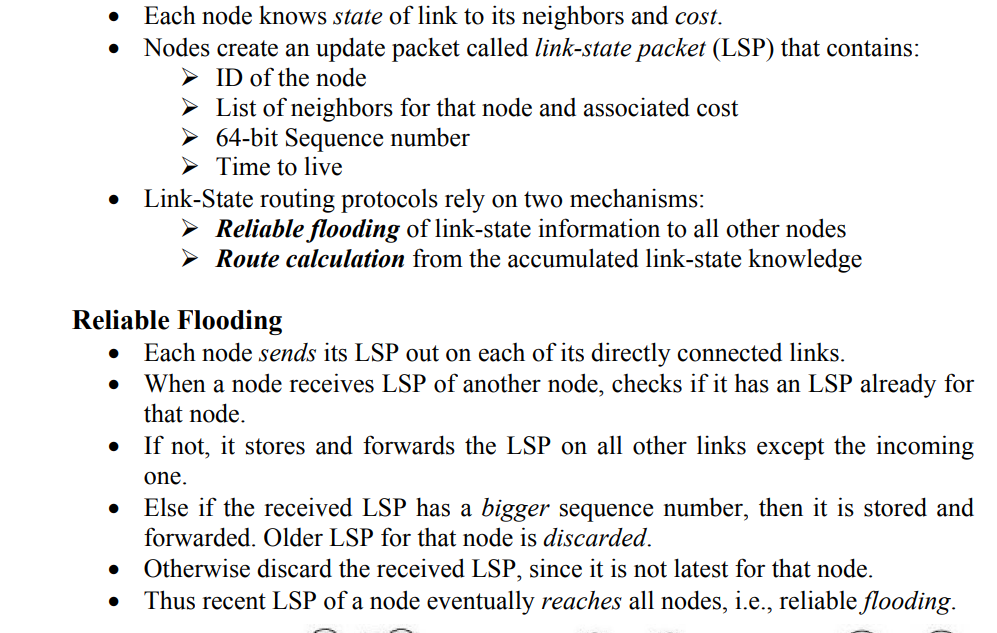 • Each node knows state of link to its neighbors and cost.
• Nodes create an update packet called link-state packet (LSP) that contains:
➢ ID of the node
➢ List of neighbors for that node and associated cost
➢ 64-bit Sequence number
➢ Time to live
• Link-State routing protocols rely on two mechanisms:
➢ Reliable flooding of link-state information to all other nodes
➢ Route calculation from the accumulated link-state knowledge
Reliable Flooding
• Each node sends its LSP out on each of its directly connected links.
• When a node receives LSP of another node, checks if it has an LSP already for
that node.
• If not, it stores and forwards the LSP on all other links except the incoming
one.
• Else if the received LSP has a bigger sequence number, then it is stored and
forwarded. Older LSP for that node is discarded.
• Otherwise discard the received LSP, since it is not latest for that node.
• Thus recent LSP of a node eventually reaches all nodes, i.e., reliable flooding.